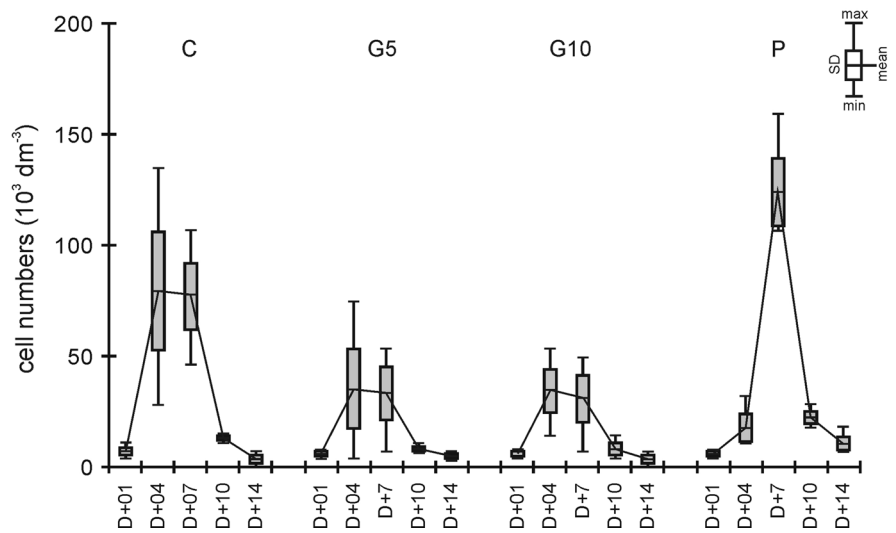 200
150
100
50
0
cell numbers (10³ dm⁻³)
C
G5
G10
P
max
SD
mean
min
D+01
D+04
D+07
D+10
D+14
D+01
D+04
D+7
D+10
D+14
D+01
D+04
D+7
D+10
D+14
D+01
D+04
D+7
D+10
D+14